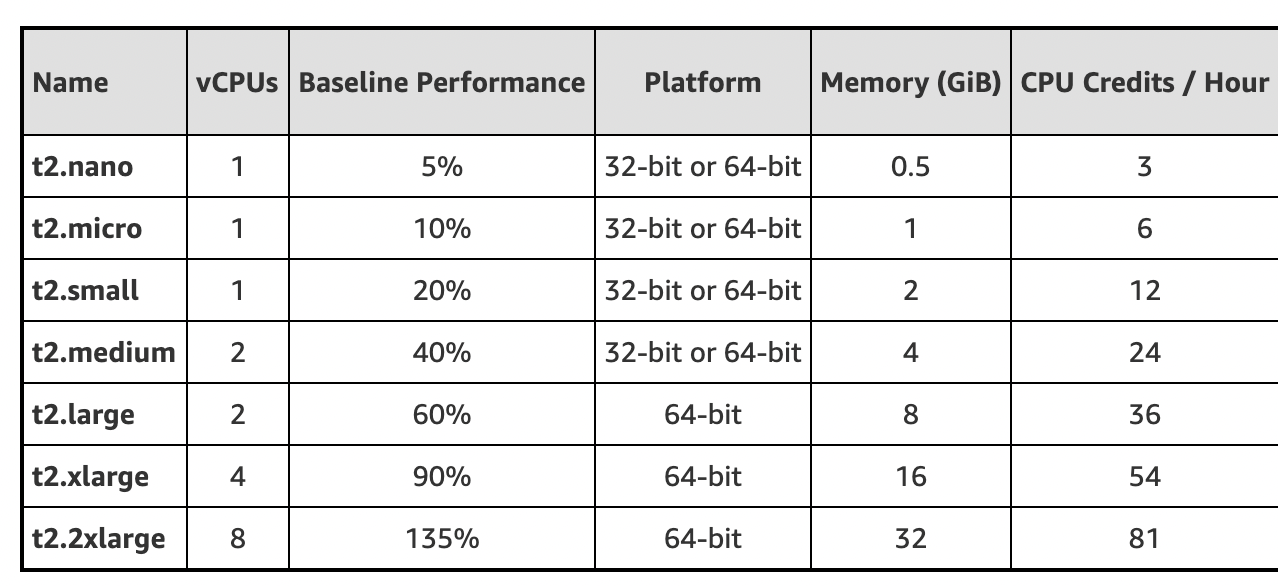 Name vCPUs Baseline Performance Platform Memory (GiB) CPU Credits / Hour
t2.nano 1 5% 32-bit or 64-bit 0.5 3
t2.micro 1 10% 32-bit or 64-bit 1 6
t2.small 1 20% 32-bit or 64-bit 2 12
t2.medium 2 40% 32-bit or 64-bit 4 24
t2.large 2 60% 64-bit 8 36
t2.xlarge 4 90% 64-bit 16 54
t2.2xlarge 8 135% 64-bit 32 81